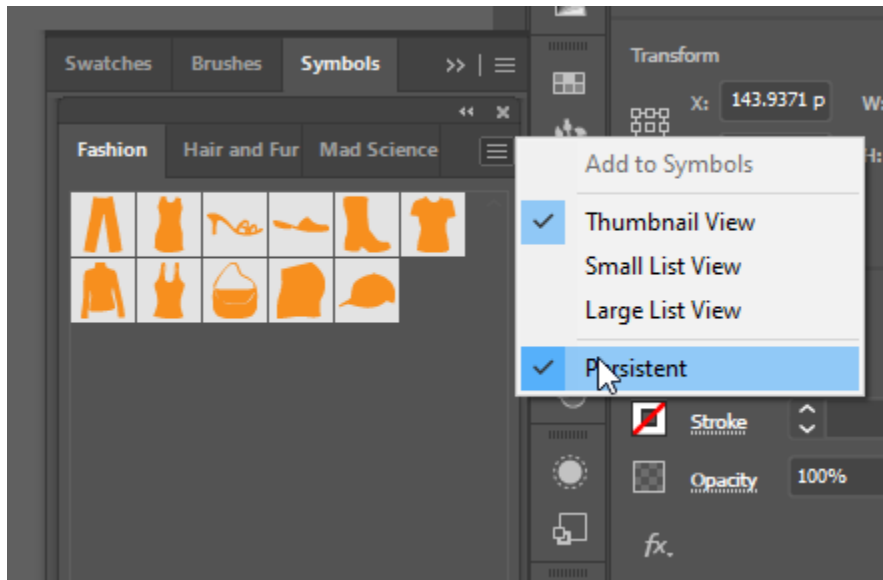 Swatches Brushes Symbols
Fashion Hair and Fur Mad Science
Add to Symbols
Thumbnail View
Small List View
Large List View
Persistent
Transform
X: 143.9371 p W:
H:
Stroke
Opacity 100%
fx.